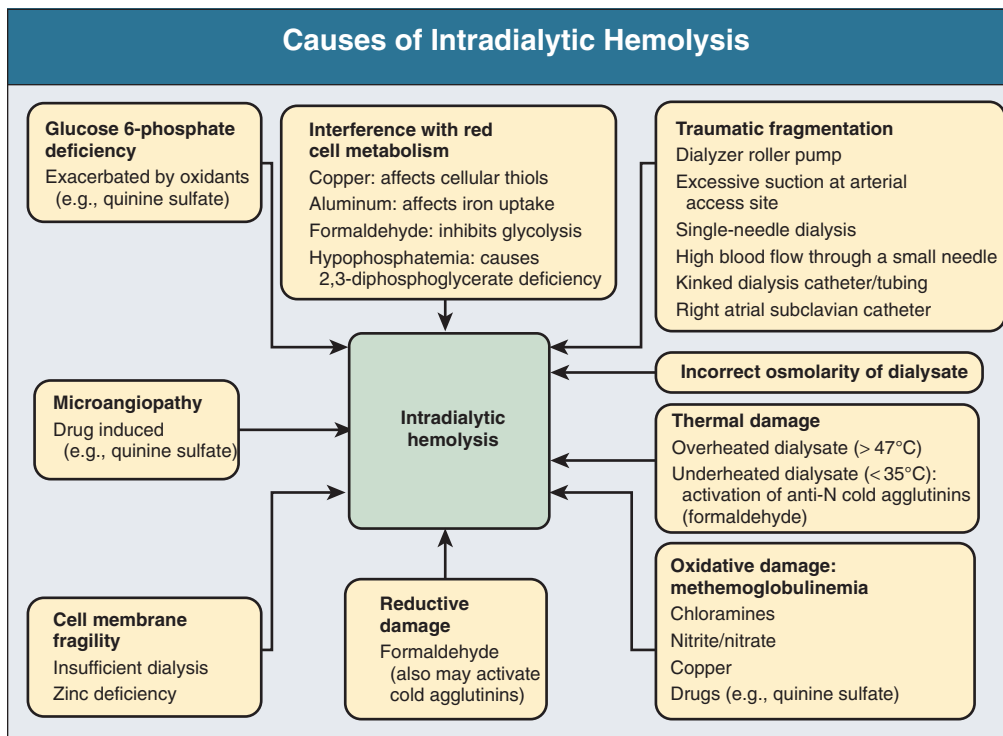 Causes of Intradialytic Hemolysis
Glucose 6-phosphate
deficiency
Exacerbated by oxidants
(e.g., quinine sulfate)
Interference with red
cell metabolism
Copper: affects cellular thiols
Aluminum: affects iron uptake
Formaldehyde: inhibits glycolysis
Hypophosphatemia: causes
2,3-diphosphoglycerate deficiency
Traumatic fragmentation
Dialyzer roller pump
Excessive suction at arterial
access site
Single-needle dialysis
High blood flow through a small needle
Kinked dialysis catheter/tubing
Right atrial subclavian catheter
Incorrect osmolarity of dialysate
Microangiopathy
Drug induced
(e.g., quinine sulfate)
Intradialytic
hemolysis
Thermal damage
Overheated dialysate (> 47°C)
Underheated dialysate (< 35°C):
activation of anti-N cold agglutinins
(formaldehyde)
Cell membrane
fragility
Insufficient dialysis
Zinc deficiency
Reductive
damage
Formaldehyde
(also may activate
cold agglutinins)
Oxidative damage:
methemoglobulinemia
Chloramines
Nitrite/nitrate
Copper
Drugs (e.g., quinine sulfate)